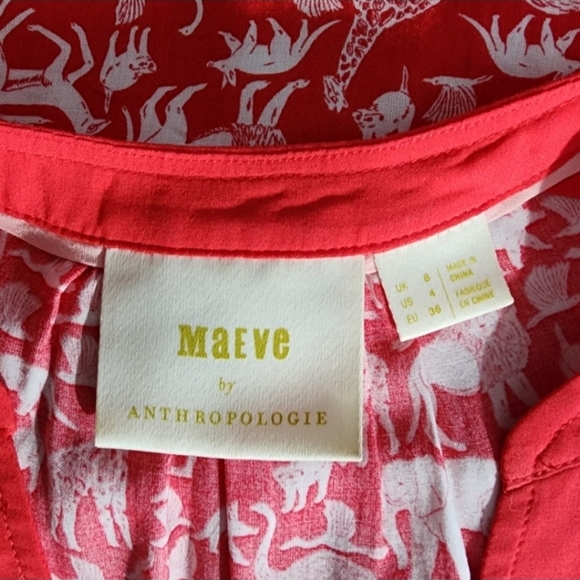 MaEVe
by
ANTHROPOLOGIE
UK 8
US 4
EU 36
MADE IN
CHINA
FABRIQUÉ
EN CHINE